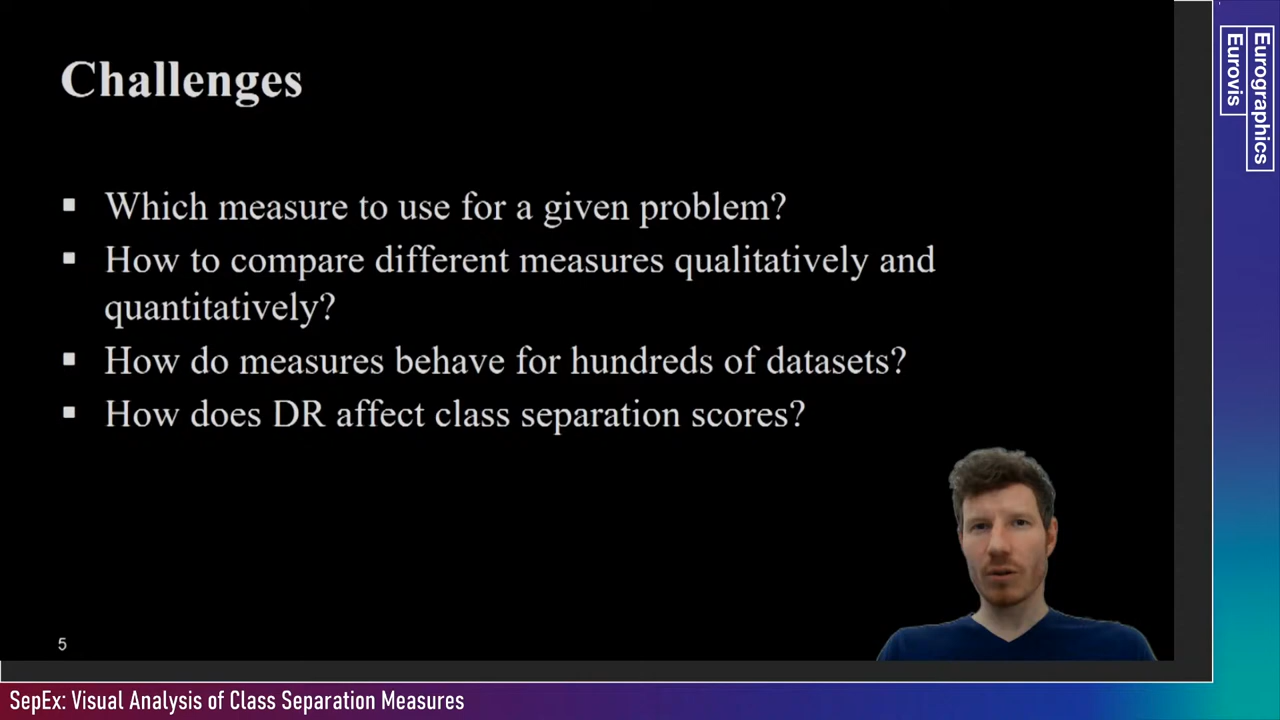 Challenges
▪ Which measure to use for a given problem?
▪ How to compare different measures qualitatively and
quantitatively?
▪ How do measures behave for hundreds of datasets?
▪ How does DR affect class separation scores?
5
SepEx: Visual Analysis of Class Separation Measures
Eurographics
Eurovis